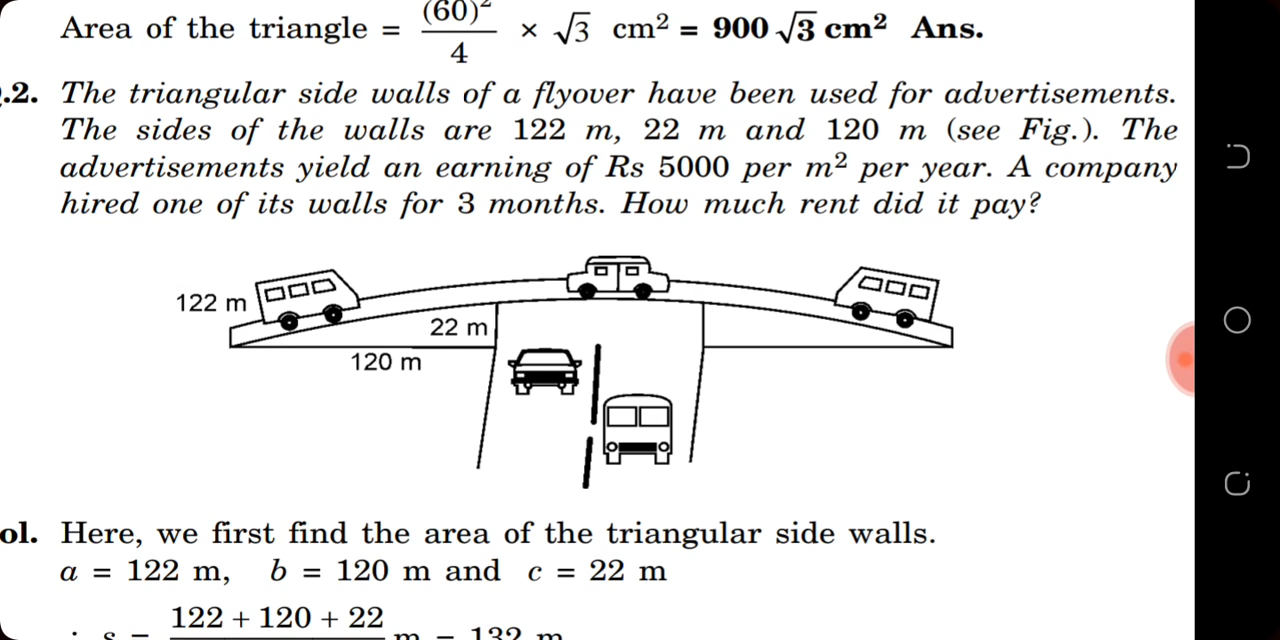 Area of the triangle = (60)²/4 × √3 cm² = 900 √3 cm² Ans.
.2. The triangular side walls of a flyover have been used for advertisements.
The sides of the walls are 122 m, 22 m and 120 m (see Fig.). The
advertisements yield an earning of Rs 5000 per m² per year. A company
hired one of its walls for 3 months. How much rent did it pay?
122 m
22 m
120 m
ol. Here, we first find the area of the triangular side walls.
a = 122 m, b = 120 m and c = 22 m
s = 122 + 120 + 22 m = 132 m